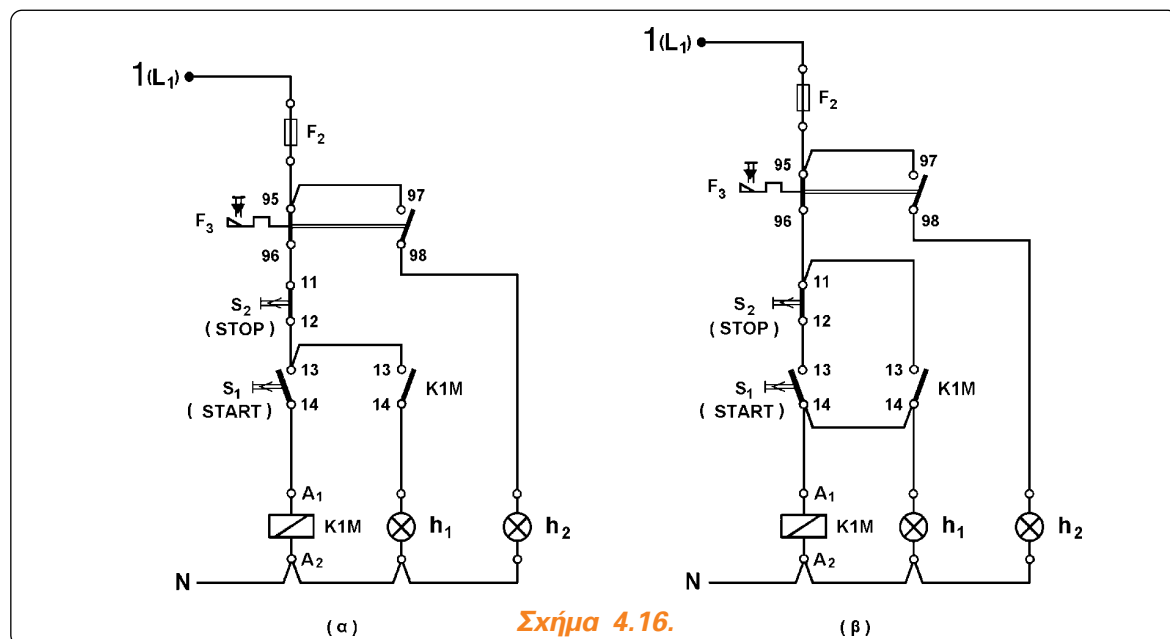 1(L₁)
F₂
95
97
F₃
96
98
11
S₂
(STOP)
12
13
13
S₁
K1M
(START)
14
14
A₁
K1M
h₁
h₂
A₂
N
(α)
1(L₁)
F₂
95
97
F₃
96
98
11
S₂
(STOP)
12
13
13
S₁
K1M
(START)
14
14
A₁
K1M
h₁
h₂
A₂
N
(β)
Σχήμα 4.16.